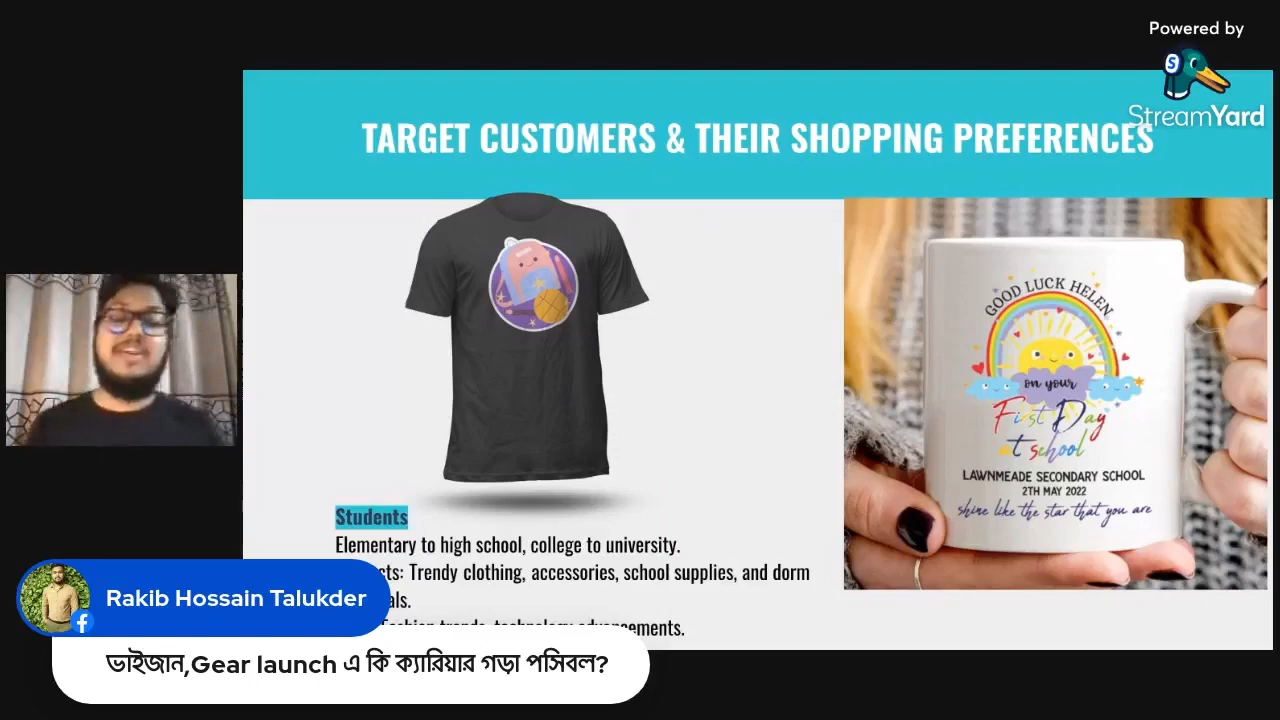 Powered by
StreamYard
TARGET CUSTOMERS & THEIR SHOPPING PREFERENCES
GOOD LUCK HELEN
on your
First Day
at school
LAWNMEADE SECONDARY SCHOOL
2TH MAY 2022
shine like the star that you are
Students
Elementary to high school, college to university.
Trendy clothing, accessories, school supplies, and dorm
Rakib Hossain Talukder
ভাইজান,Gear launch এ কি ক্যারিয়ার গড়া পসিবল?